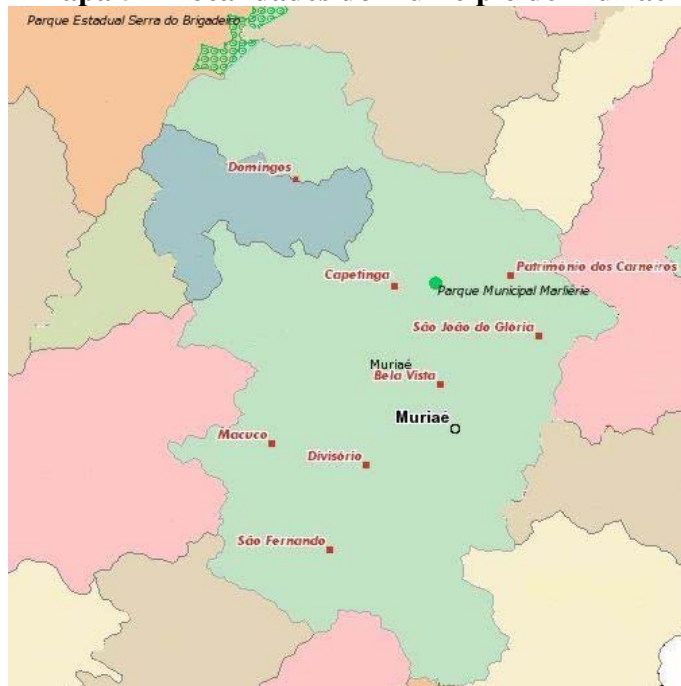 Parque Estadual Serra do Brigadeiro
Domingos
Capetinga
Patrimônio dos Carneiros
Parque Municipal Marliérie
São João do Glória
Muriaé
Bela Vista
Muriaé
Macuco
Divisório
São Fernando